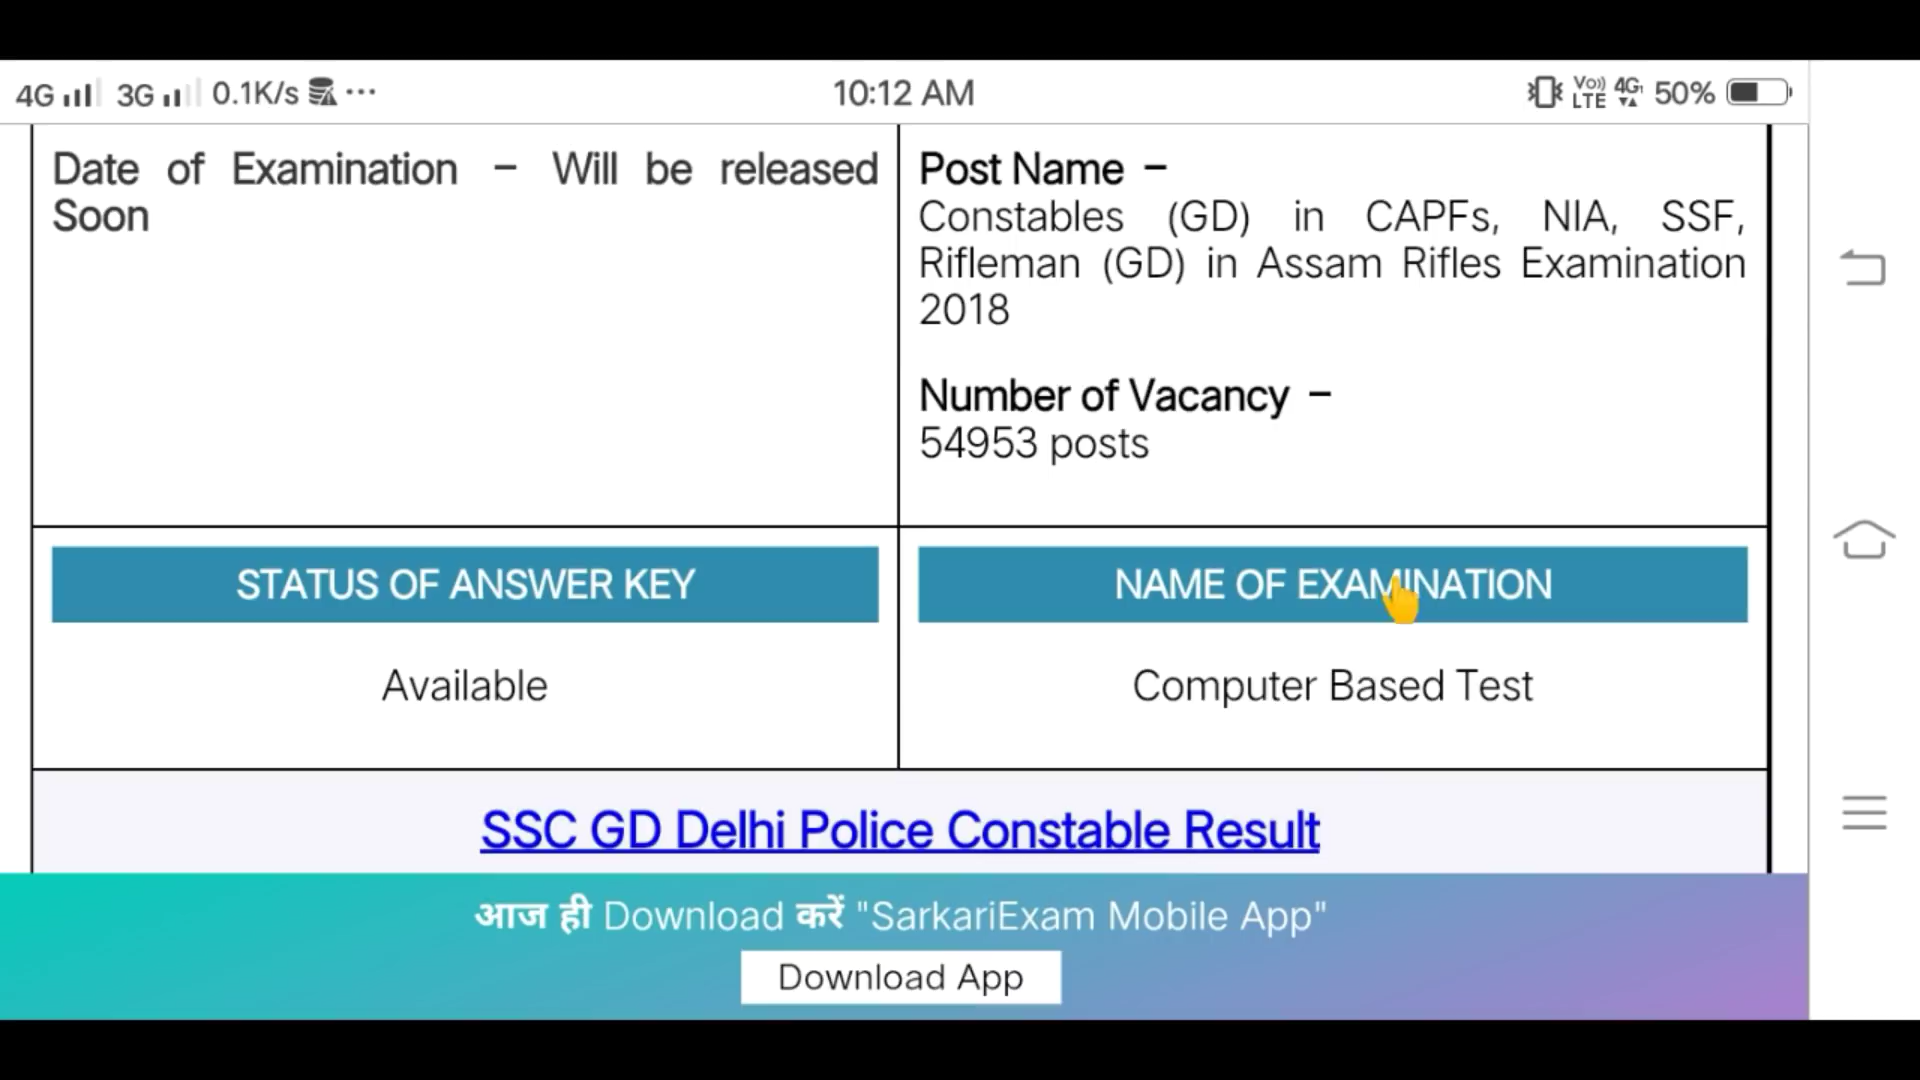 4G 3G 0.1K/s ... 10:12 AM Vo)) LTE 4G 50%
Date of Examination – Will be released
Soon
Post Name –
Constables (GD) in CAPFs, NIA, SSF,
Rifleman (GD) in Assam Rifles Examination
2018
Number of Vacancy –
54953 posts
STATUS OF ANSWER KEY
Available
NAME OF EXAMINATION
Computer Based Test
SSC GD Delhi Police Constable Result
आज ही Download करें "SarkariExam Mobile App"
Download App